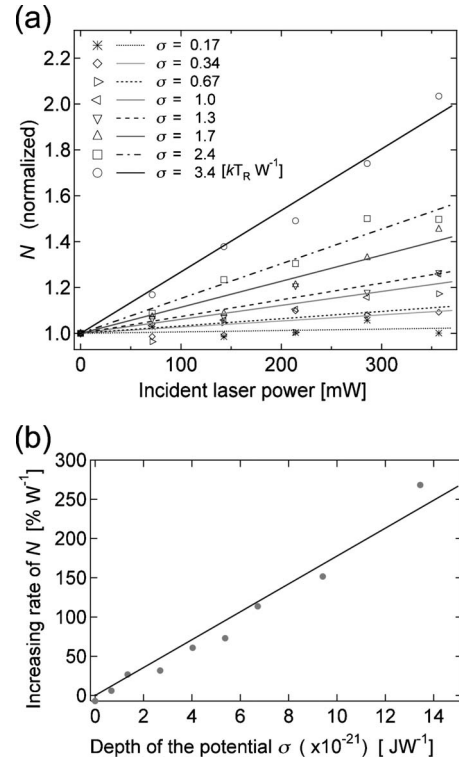 (a)
2.2
2.0
1.8
1.6
1.4
1.2
1.0
N (normalized)
σ = 0.17
σ = 0.34
σ = 0.67
σ = 1.0
σ = 1.3
σ = 1.7
σ = 2.4
σ = 3.4 [kT_R W⁻¹]
0 100 200 300
Incident laser power [mW]
(b)
300
250
200
150
100
50
0
Increasing rate of N [% W⁻¹]
0 2 4 6 8 10 12 14
Depth of the potential σ (x10⁻²¹) [ JW⁻¹]